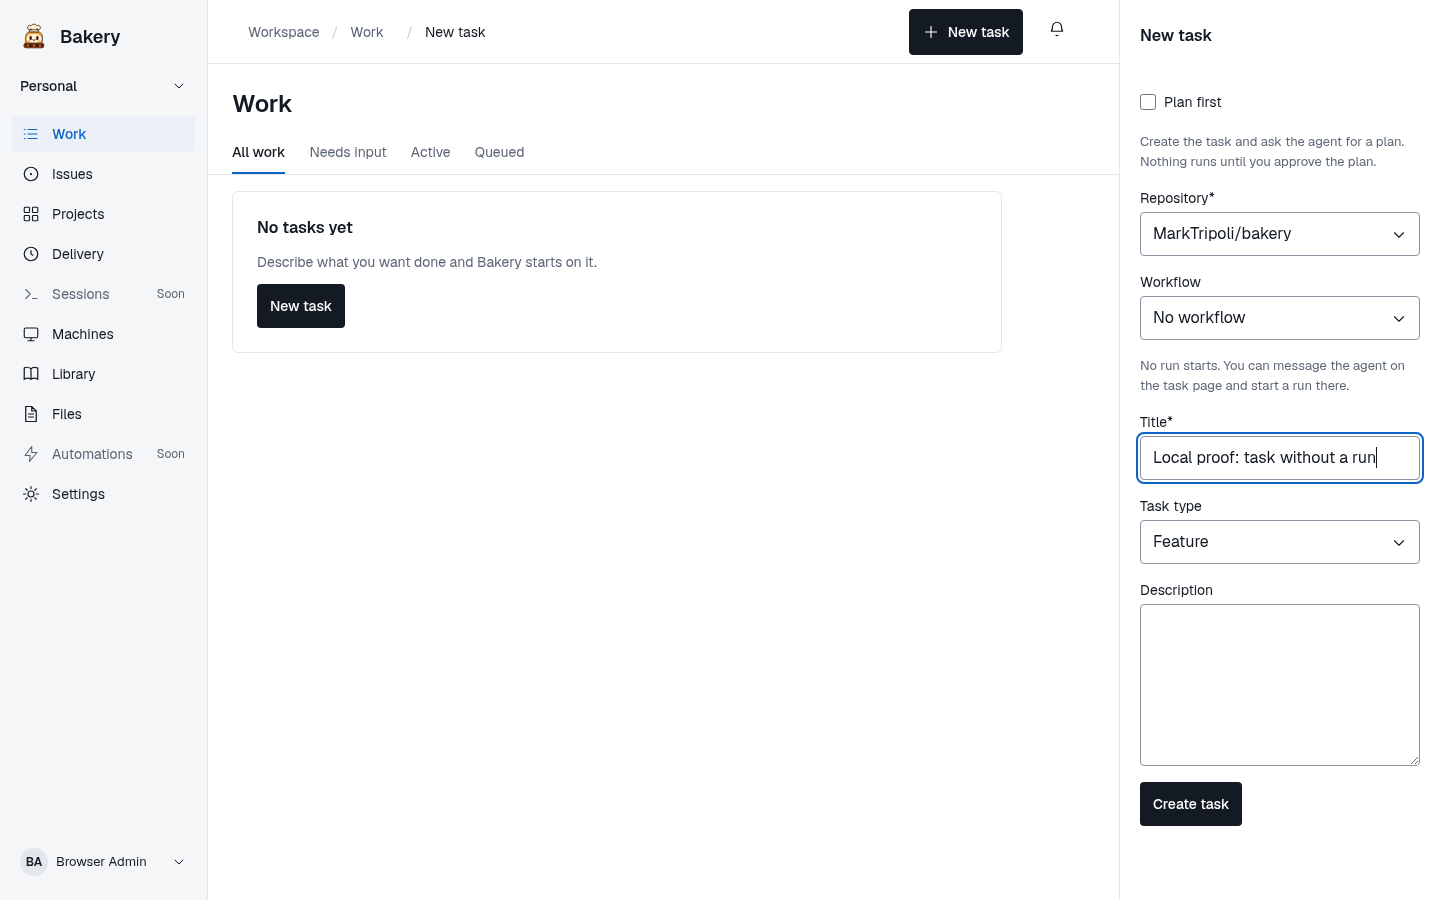 Bakery
Personal
Work
Issues
Projects
Delivery
Sessions Soon
Machines
Library
Files
Automations Soon
Settings
BA Browser Admin
Workspace / Work / New task
New task
Work
All work Needs input Active Queued
No tasks yet
Describe what you want done and Bakery starts on it.
New task
New task
Plan first
Create the task and ask the agent for a plan.
Nothing runs until you approve the plan.
Repository*
MarkTripoli/bakery
Workflow
No workflow
No run starts. You can message the agent on
the task page and start a run there.
Title*
Local proof: task without a run
Task type
Feature
Description
Create task